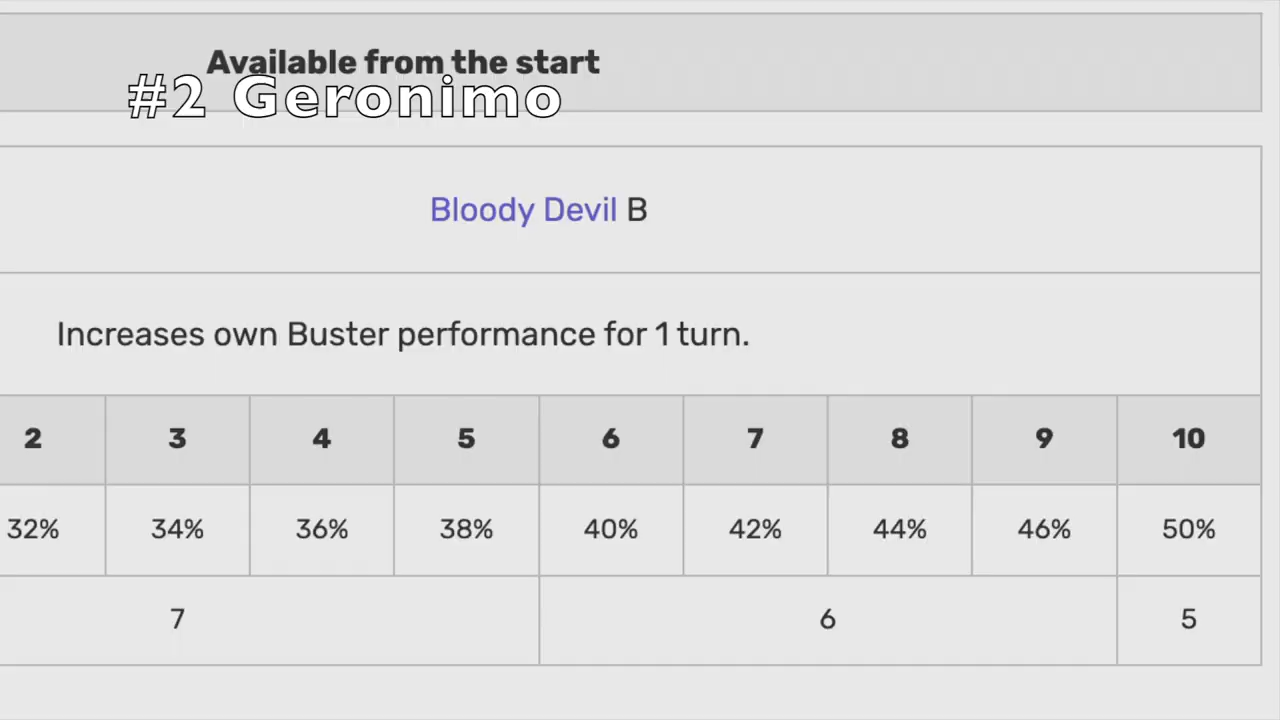 Available from the start
#2 Geronimo
Bloody Devil B
Increases own Buster performance for 1 turn.
2 3 4 5 6 7 8 9 10
32% 34% 36% 38% 40% 42% 44% 46% 50%
7 6 5